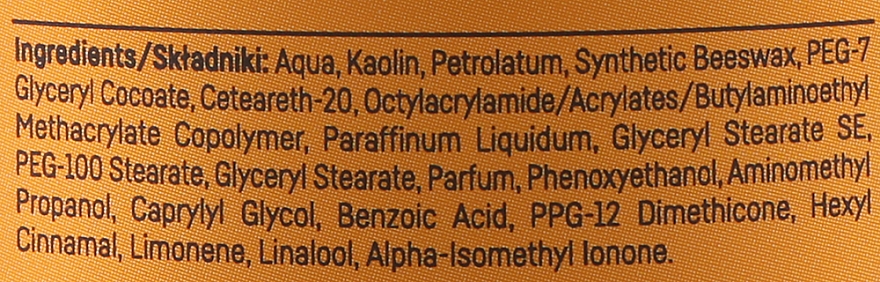 Ingredients/Składniki: Aqua, Kaolin, Petrolatum, Synthetic Beeswax, PEG-7
Glyceryl Cocoate, Ceteareth-20, Octylacrylamide/Acrylates/Butylaminoethyl
Methacrylate Copolymer, Paraffinum Liquidum, Glyceryl Stearate SE,
PEG-100 Stearate, Glyceryl Stearate, Parfum, Phenoxyethanol, Aminomethyl
Propanol, Caprylyl Glycol, Benzoic Acid, PPG-12 Dimethicone, Hexyl
Cinnamal, Limonene, Linalool, Alpha-Isomethyl Ionone.